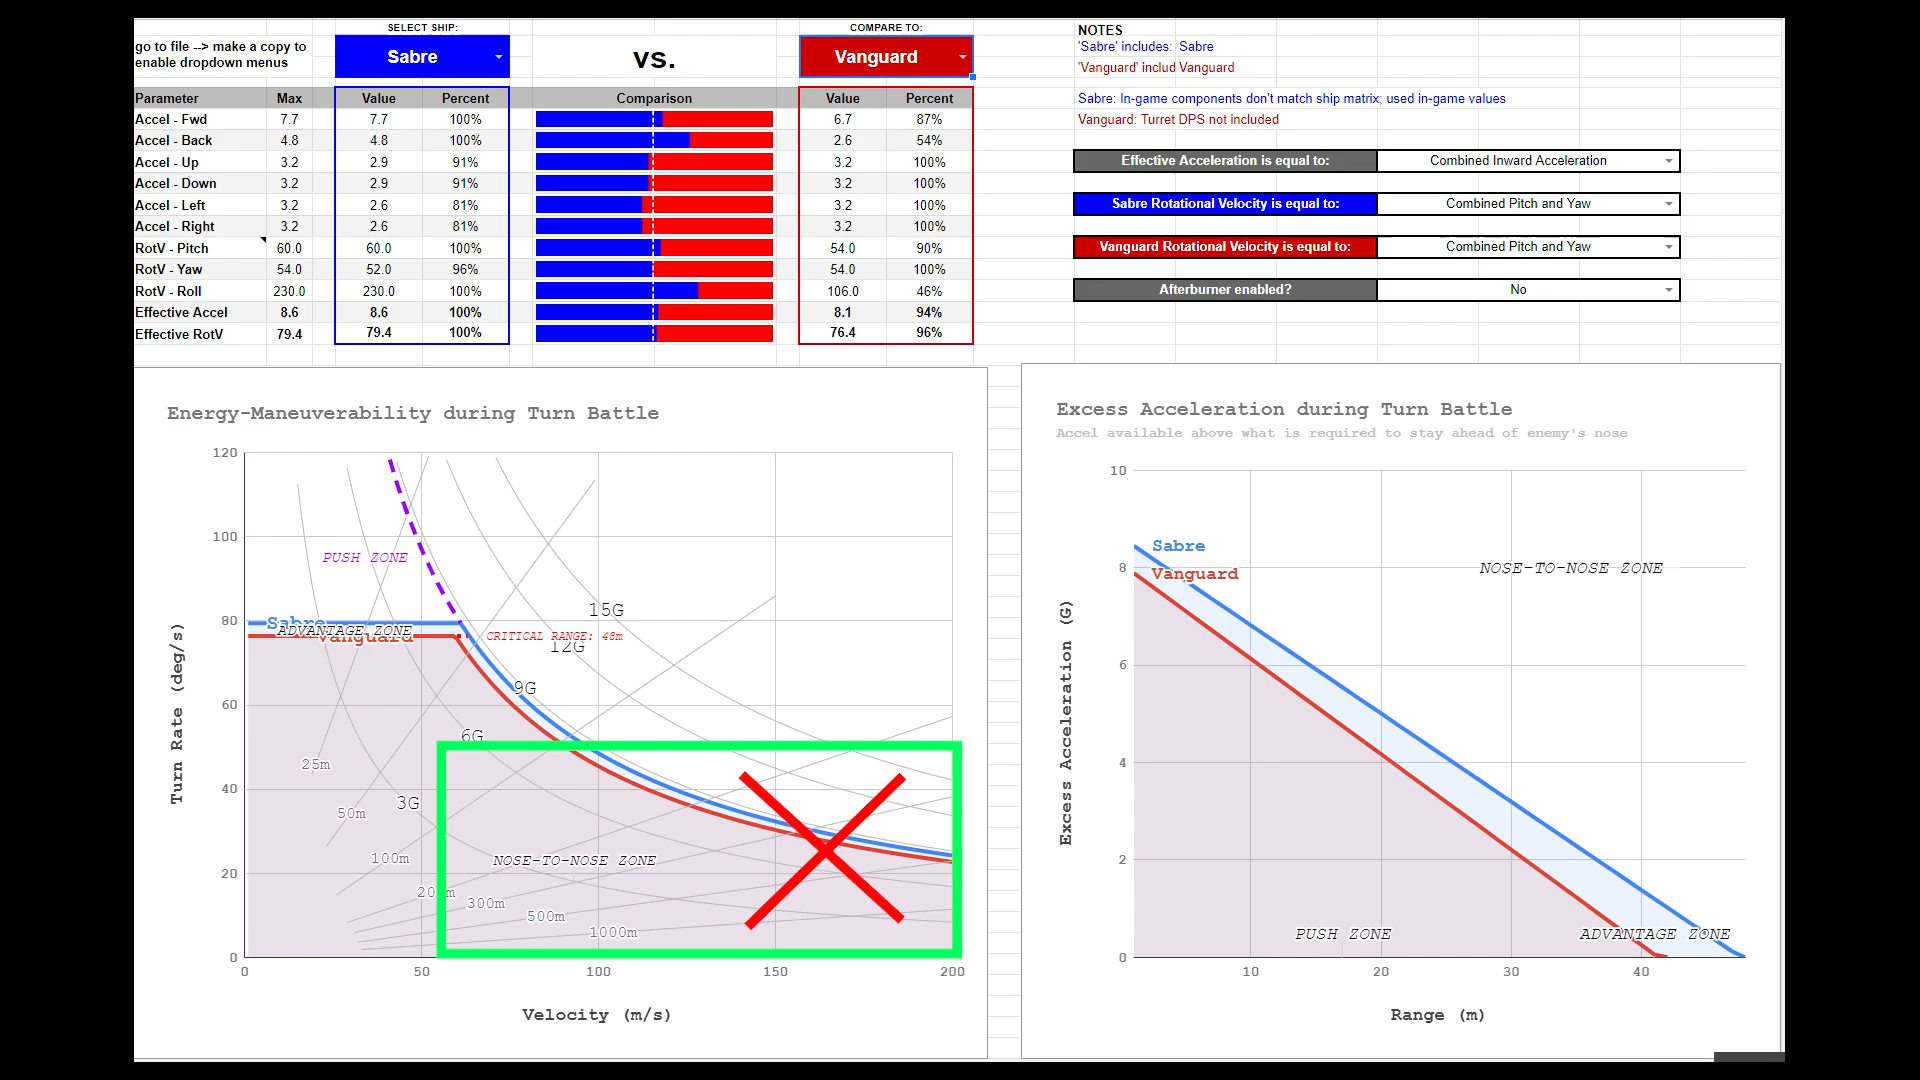 SELECT SHIP:
COMPARE TO:
go to file --> make a copy to
enable dropdown menus
Sabre
VS.
Vanguard
NOTES
'Sabre' includes: Sabre
'Vanguard' includ Vanguard
Sabre: In-game components don't match ship matrix; used in-game values
Vanguard: Turret DPS not included
Parameter Max Value Percent Comparison Value Percent
Accel - Fwd 7.7 7.7 100% 6.7 87%
Accel - Back 4.8 4.8 100% 2.6 54%
Accel - Up 3.2 2.9 91% 3.2 100%
Accel - Down 3.2 2.9 91% 3.2 100%
Accel - Left 3.2 2.6 81% 3.2 100%
Accel - Right 3.2 2.6 81% 3.2 100%
RotV - Pitch 60.0 60.0 100% 54.0 90%
RotV - Yaw 54.0 52.0 96% 54.0 100%
RotV - Roll 230.0 230.0 100% 106.0 46%
Effective Accel 8.6 8.6 100% 8.1 94%
Effective RotV 79.4 79.4 100% 76.4 96%
Effective Acceleration is equal to: Combined Inward Acceleration
Sabre Rotational Velocity is equal to: Combined Pitch and Yaw
Vanguard Rotational Velocity is equal to: Combined Pitch and Yaw
Afterburner enabled? No
Energy-Maneuverability during Turn Battle
120
100
80
60
40
20
0
Turn Rate (deg/s)
PUSH ZONE
15G
Sabre
ADVANTAGE ZONE
Vanguard
CRITICAL RANGE: 48m
12G
9G
6G
25m
3G
50m
100m
NOSE-TO-NOSE ZONE
200m
300m
500m
1000m
0 50 100 150 200
Velocity (m/s)
Excess Acceleration during Turn Battle
Accel available above what is required to stay ahead of enemy's nose
10
8
6
4
2
0
Excess Acceleration (G)
Sabre
Vanguard
NOSE-TO-NOSE ZONE
PUSH ZONE
ADVANTAGE ZONE
10 20 30 40
Range (m)